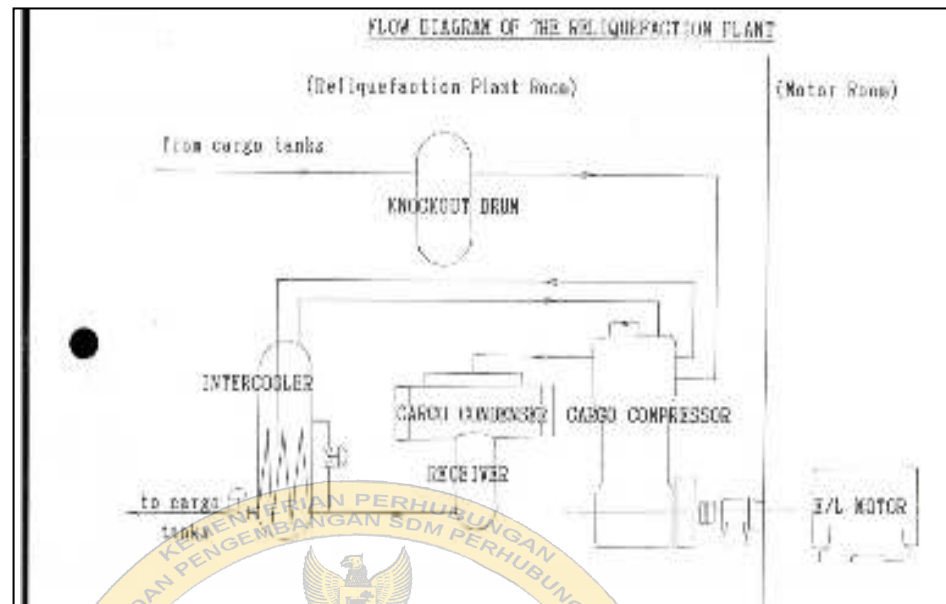 FLOW DIAGRAM OF THE RELIQUEFACTION PLANT
(Reliquefaction Plant Room)
(Motor Room)
from cargo tanks
KNOCKOUT DRUM
INTERCOOLER
CARGO CONDENSER
CARGO COMPRESSOR
RECEIVER
to cargo
tanks
E/L MOTOR
KEMENTERIAN PERHUBUNGAN
PENGEMBANGAN SDM PERHUBUNG